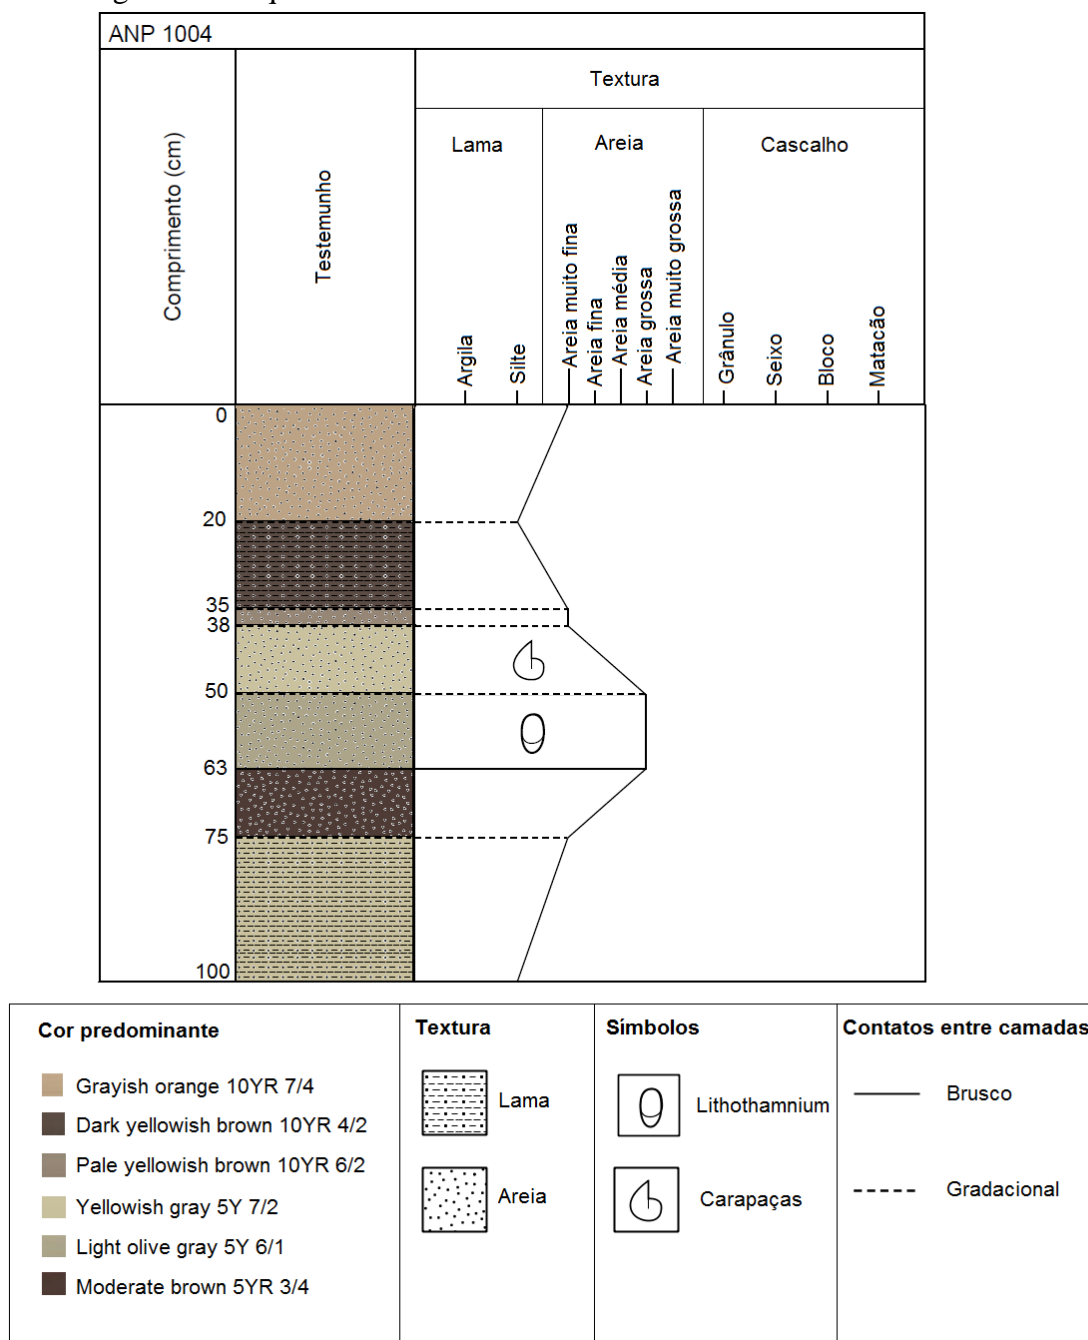 ANP 1004
Comprimento (cm)
Testemunho
Textura
Lama
Areia
Cascalho
Argila
Silte
Areia muito fina
Areia fina
Areia média
Areia grossa
Areia muito grossa
Grânulo
Seixo
Bloco
Matacão
0
20
35
38
50
63
75
100
Cor predominante
Grayish orange 10YR 7/4
Dark yellowish brown 10YR 4/2
Pale yellowish brown 10YR 6/2
Yellowish gray 5Y 7/2
Light olive gray 5Y 6/1
Moderate brown 5YR 3/4
Textura
Lama
Areia
Símbolos
Lithothamnium
Carapaças
Contatos entre camadas
Brusco
Gradacional